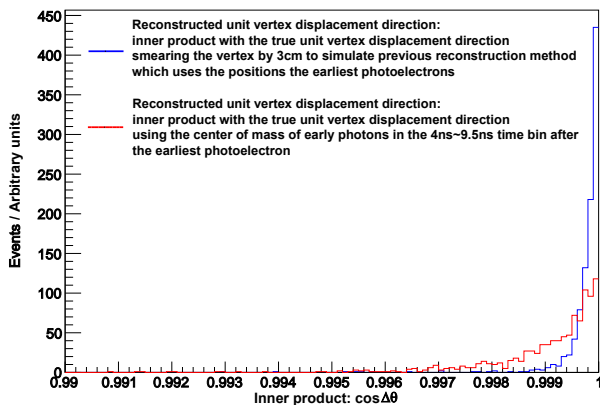 Reconstructed unit vertex displacement direction:
inner product with the true unit vertex displacement direction
smearing the vertex by 3cm to simulate previous reconstruction method
which uses the positions the earliest photoelectrons
Reconstructed unit vertex displacement direction:
inner product with the true unit vertex displacement direction
using the center of mass of early photons in the 4ns~9.5ns time bin after
the earliest photoelectron
Events / Arbitrary units
450
400
350
300
250
200
150
100
50
0
0.99 0.991 0.992 0.993 0.994 0.995 0.996 0.997 0.998 0.999 1
Inner product: cosΔθ